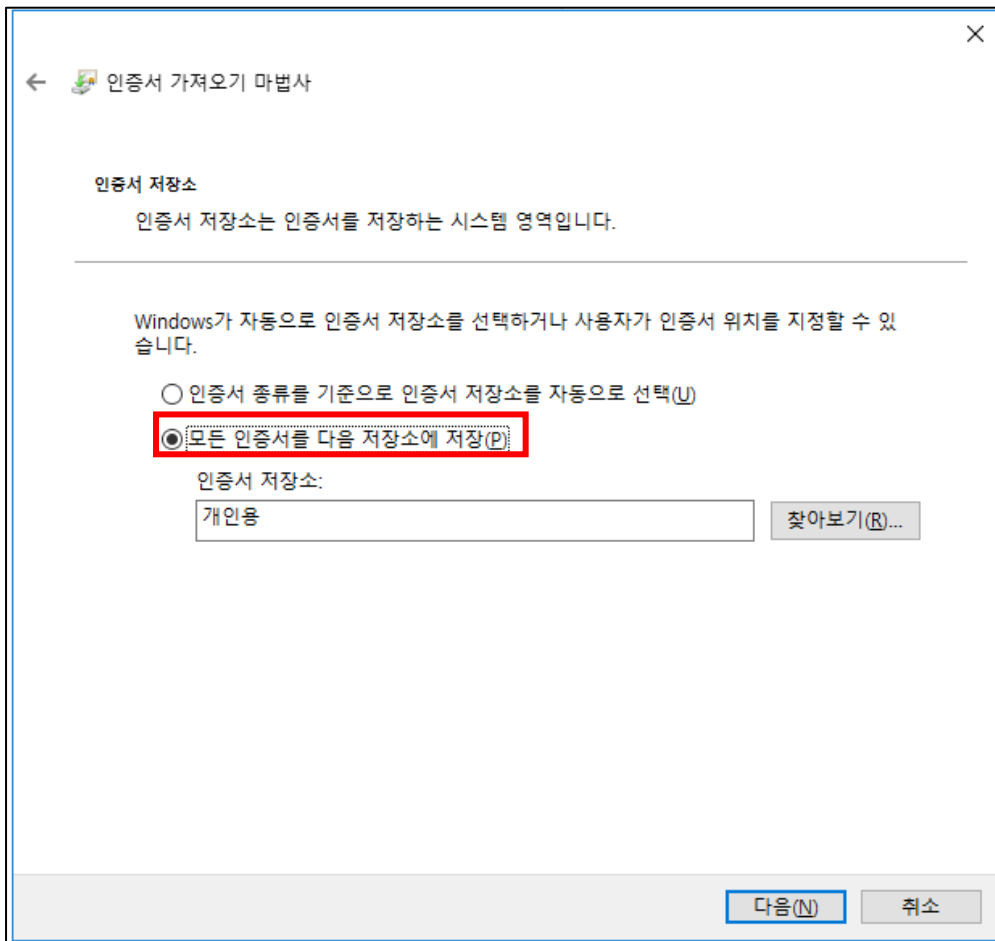 인증서 가져오기 마법사
인증서 저장소
인증서 저장소는 인증서를 저장하는 시스템 영역입니다.
Windows가 자동으로 인증서 저장소를 선택하거나 사용자가 인증서 위치를 지정할 수 있
습니다.
인증서 종류를 기준으로 인증서 저장소를 자동으로 선택(U)
모든 인증서를 다음 저장소에 저장(P)
인증서 저장소:
개인용
찾아보기(R)...
다음(N)
취소